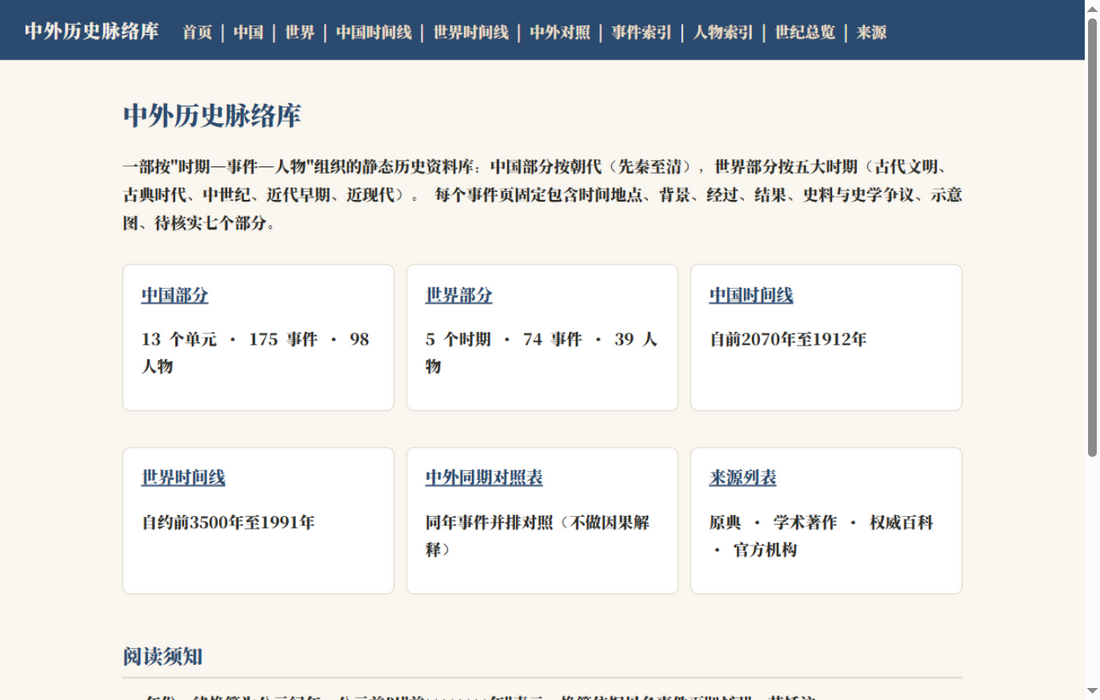 中外历史脉络库 首页 | 中国 | 世界 | 中国时间线 | 世界时间线 | 中外对照 | 事件索引 | 人物索引 | 世纪总览 | 来源
中外历史脉络库
一部按"时期—事件—人物"组织的静态历史资料库：中国部分按朝代（先秦至清），世界部分按五大时期（古代文明、
古典时代、中世纪、近代早期、近现代）。 每个事件页固定包含时间地点、背景、经过、结果、史料与史学争议、示意
图、待核实七个部分。
中国部分
13 个单元 · 175 事件 · 98
人物
世界部分
5 个时期 · 74 事件 · 39 人
物
中国时间线
自前2070年至1912年
世界时间线
自约前3500年至1991年
中外同期对照表
同年事件并排对照（不做因果解
释）
来源列表
原典 · 学术著作 · 权威百科
· 官方机构
阅读须知